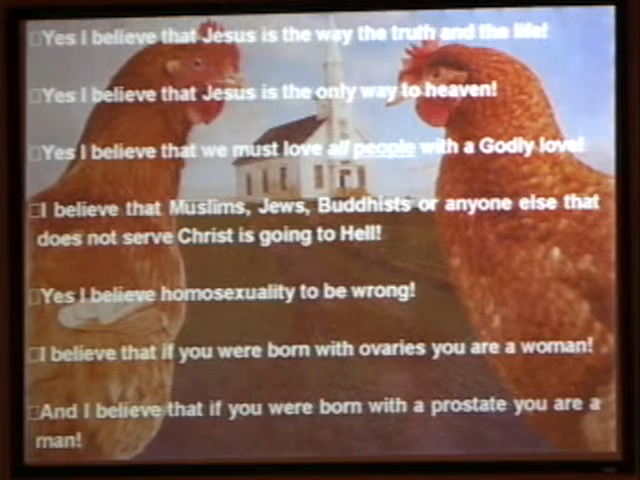 □Yes I believe that Jesus is the way the truth and the life!
□Yes I believe that Jesus is the only way to heaven!
□Yes I believe that we must love all people with a Godly love!
□I believe that Muslims, Jews, Buddhists or anyone else that
does not serve Christ is going to Hell!
□Yes I believe homosexuality to be wrong!
□I believe that if you were born with ovaries you are a woman!
□And I believe that if you were born with a prostate you are a
man!